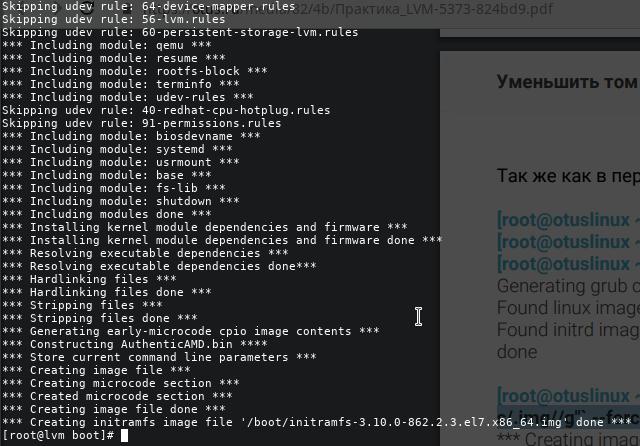 Skipping udev rule: 64-device-mapper.rules
Skipping udev rule: 56-lvm.rules
Skipping udev rule: 60-persistent-storage-lvm.rules
*** Including module: qemu ***
*** Including module: resume ***
*** Including module: rootfs-block ***
*** Including module: terminfo ***
*** Including module: udev-rules ***
Skipping udev rule: 40-redhat-cpu-hotplug.rules
Skipping udev rule: 91-permissions.rules
*** Including module: biosdevname ***
*** Including module: systemd ***
*** Including module: usrmount ***
*** Including module: base ***
*** Including module: fs-lib ***
*** Including module: shutdown ***
*** Including modules done ***
*** Installing kernel module dependencies and firmware ***
*** Installing kernel module dependencies and firmware done ***
*** Resolving executable dependencies ***
*** Resolving executable dependencies done***
*** Hardlinking files ***
*** Hardlinking files done ***
*** Stripping files ***
*** Stripping files done ***
*** Generating early-microcode cpio image contents ***
*** Constructing AuthenticAMD.bin ****
*** Store current command line parameters ***
*** Creating image file ***
*** Creating microcode section ***
*** Created microcode section ***
*** Creating image file done ***
*** Creating initramfs image file '/boot/initramfs-3.10.0-862.2.3.el7.x86_64.img' done ***
[root@lvm boot]#
82/4b/Практика_LVM-5373-824bd9.pdf
Уменьшить том
Так же как в пер
[root@otuslinux ~
[root@otuslinux ~
[root@otuslinux ~
Generating grub c
Found linux imag
Found initrd imag
done
[root@otuslinux ~
*** Creating imag